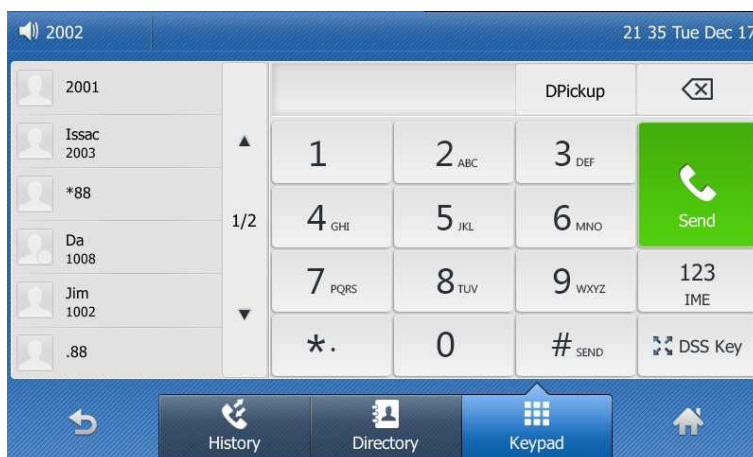 2002
21 35 Tue Dec 17
2001
Issac
2003
*88
Da
1008
Jim
1002
.88
1/2
DPickup
1
2 ABC
3 DEF
Send
4 GHI
5 JKL
6 MNO
7 PQRS
8 TUV
9 WXYZ
123
IME
*.
0
# SEND
DSS Key
History
Directory
Keypad